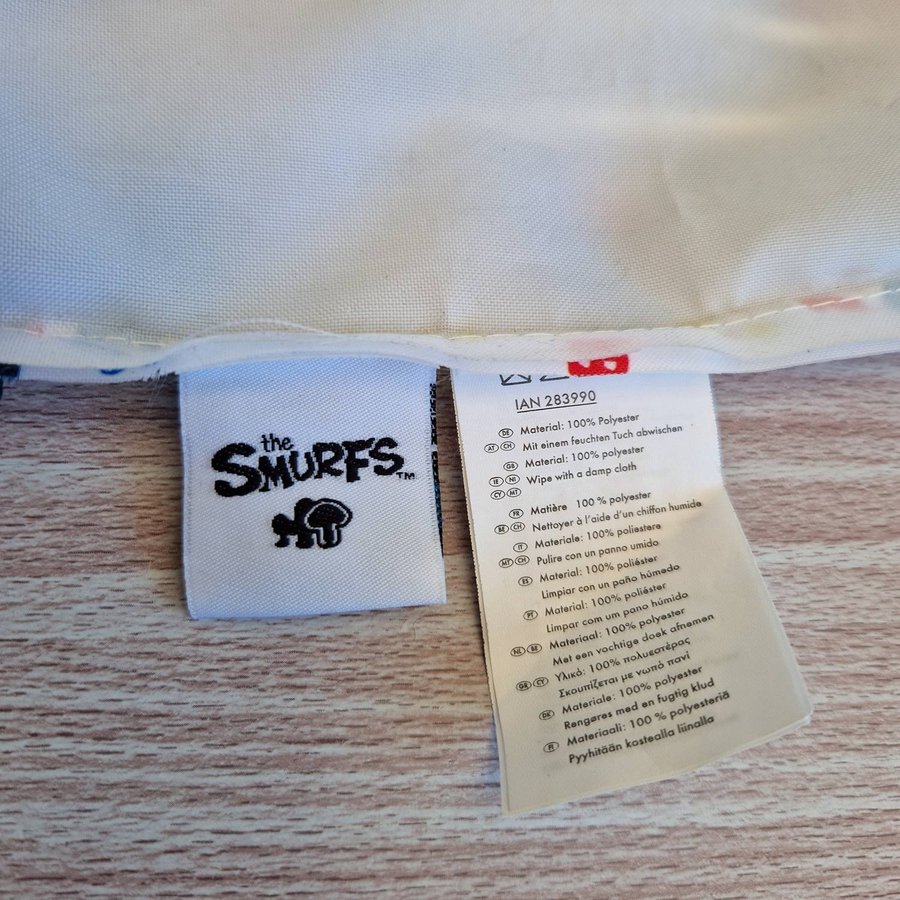 the
SMURFS™
IAN 283990
DE Material: 100% Polyester
AT CH Mit einem feuchten Tuch abwischen
GB Material: 100% polyester
IE NI Wipe with a damp cloth
CY MT
FR Matière 100 % polyester
BE CH Nettoyer à l'aide d'un chiffon humide
IT Materiale: 100% poliestere
MT CH Pulire con un panno umido
ES Material: 100% poliéster
Limpiar con un paño húmedo
PT Material: 100% poliéster
Limpar com um pano húmido
NL BE Materiaal: 100% polyester
Met een vochtige doek afnemen
GR CY Υλικό: 100% πολυεστέρας
Σκουπίζεται με νωπό πανί
DK Materiale: 100% polyester
Rengøres med en fugtig klud
FI Materiaali: 100 % polyesteriä
Pyyhitään kostealla liinalla